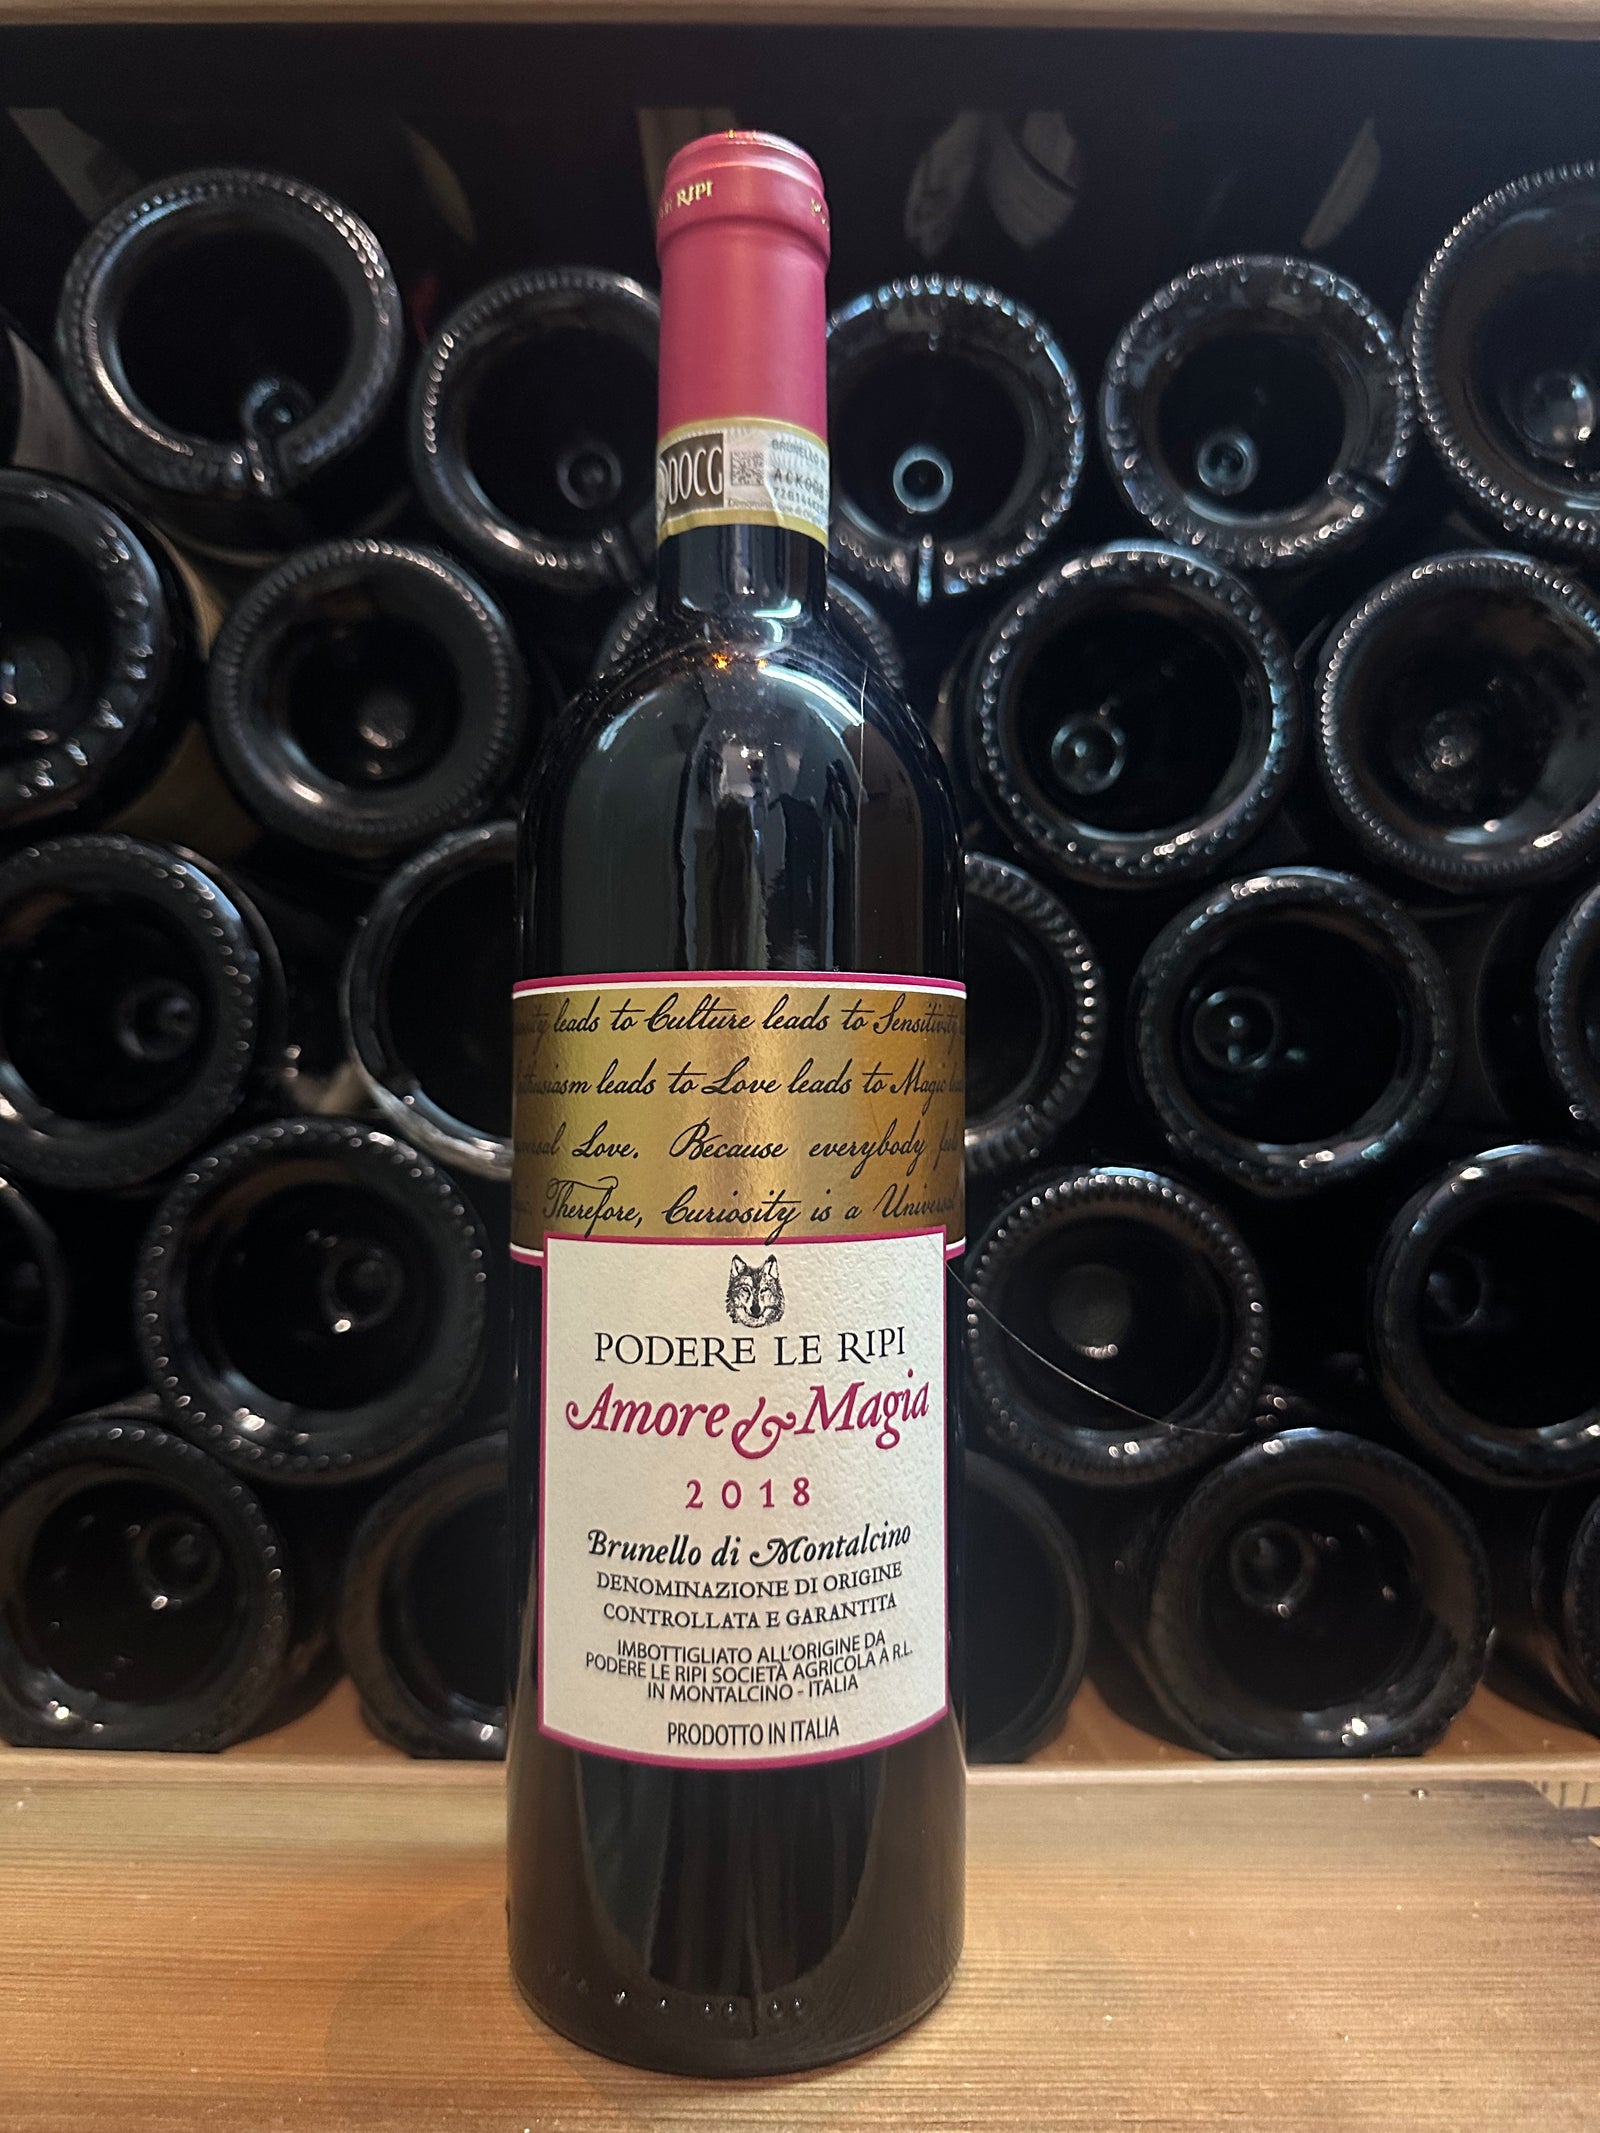 RIPI
DOCG
BRUNELLO
leads to Culture leads to Sensitivity
leads to Love leads to Magic
Love. Because everybody
Therefore, Curiosity is a
PODERE LE RIPI
Amore & Magia
2018
Brunello di Montalcino
DENOMINAZIONE DI ORIGINE
CONTROLLATA E GARANTITA
IMBOTTIGLIATO ALL'ORIGINE DA
PODERE LE RIPI SOCIETÀ AGRICOLA A R.L.
IN MONTALCINO - ITALIA
PRODOTTO IN ITALIA